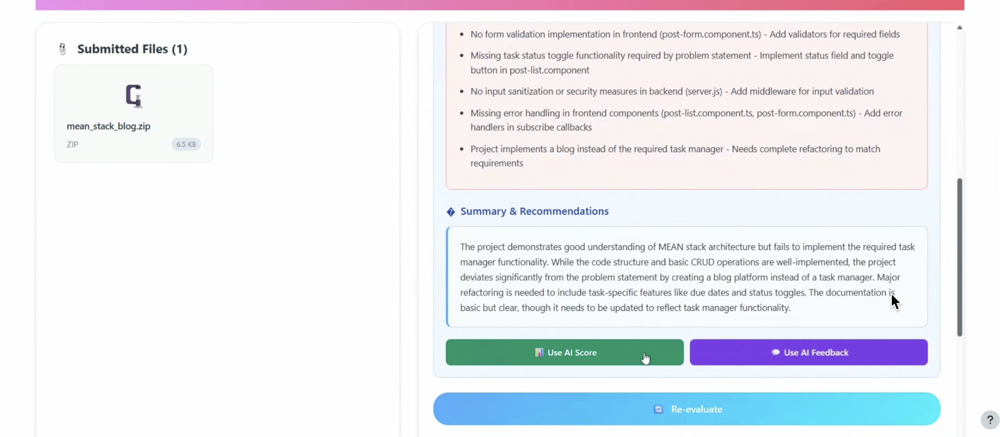 Submitted Files (1)
mean_stack_blog.zip
ZIP
6.5 KB
No form validation implementation in frontend (post-form.component.ts) - Add validators for required fields
Missing task status toggle functionality required by problem statement - Implement status field and toggle
button in post-list.component
No input sanitization or security measures in backend (server.js) - Add middleware for input validation
Missing error handling in frontend components (post-list.component.ts, post-form.component.ts) - Add error
handlers in subscribe callbacks
Project implements a blog instead of the required task manager - Needs complete refactoring to match
requirements
Summary & Recommendations
The project demonstrates good understanding of MEAN stack architecture but fails to implement the required task
manager functionality. While the code structure and basic CRUD operations are well-implemented, the project
deviates significantly from the problem statement by creating a blog platform instead of a task manager. Major
refactoring is needed to include task-specific features like due dates and status toggles. The documentation is
basic but clear, though it needs to be updated to reflect task manager functionality.
Use AI Score
Use AI Feedback
Re-evaluate
?